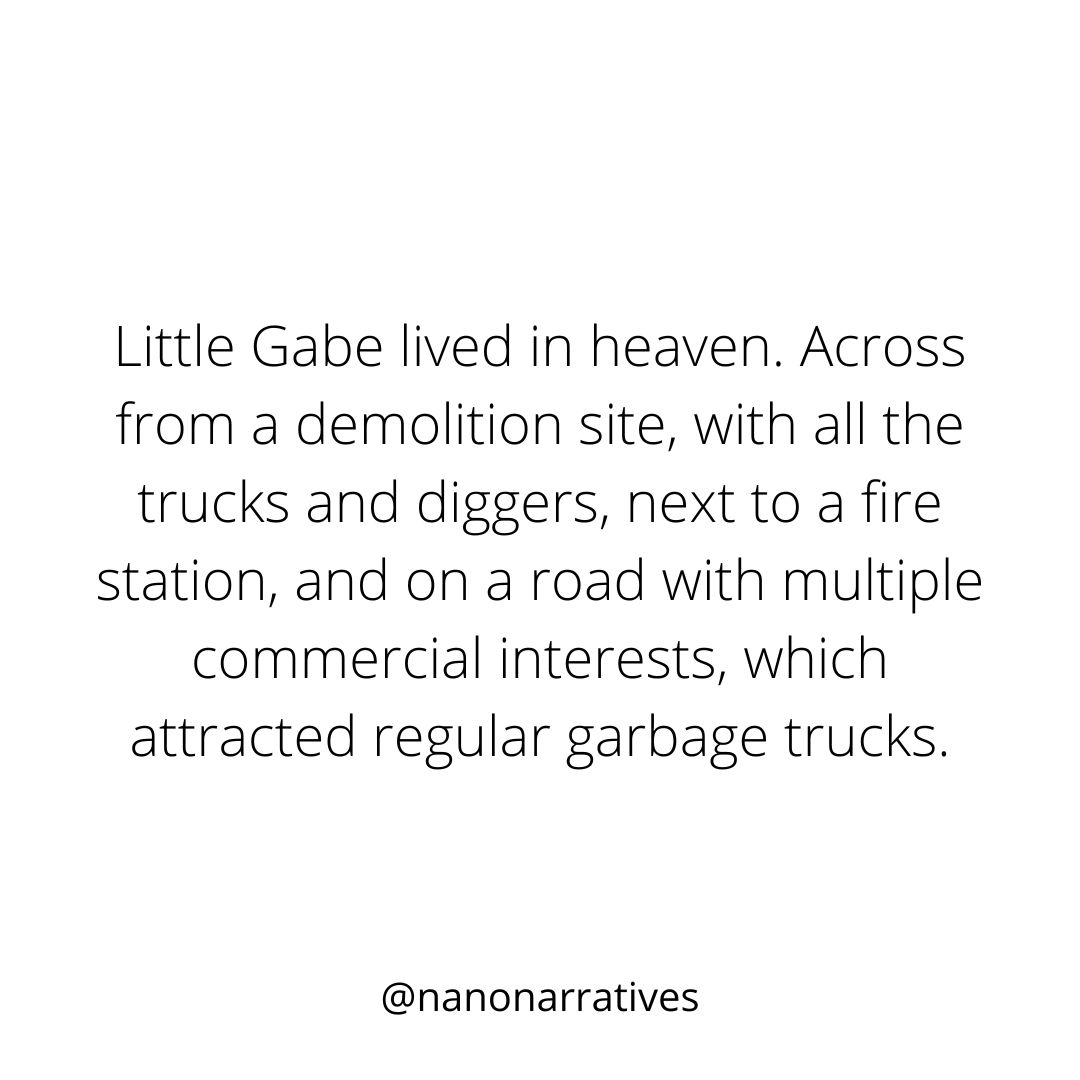 Little Gabe lived in heaven. Across
from a demolition site, with all the
trucks and diggers, next to a fire
station, and on a road with multiple
commercial interests, which
attracted regular garbage trucks.
@nanonarratives